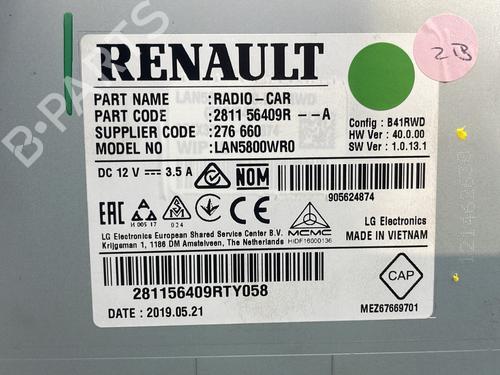 B-PARTS
2B
RENAULT
PART NAME :RADIO-CAR
PART CODE :2811 56409R --A
SUPPLIER CODE :276 660
MODEL NO :LAN5800WR0
Config : B41RWD
HW Ver : 40.0.00
SW Ver : 1.0.13.1
DC 12 V 3.5 A
NOM
905624874
EAC
024
MCMC
HIDF16000136
LG Electronics
MADE IN VIETNAM
LG Electronics European Shared Service Center B.V.
Krijgsman 1, 1186 DM Amstelveen, The Netherlands
281156409RTY058
CAP
DATE : 2019.05.21
MEZ67669701